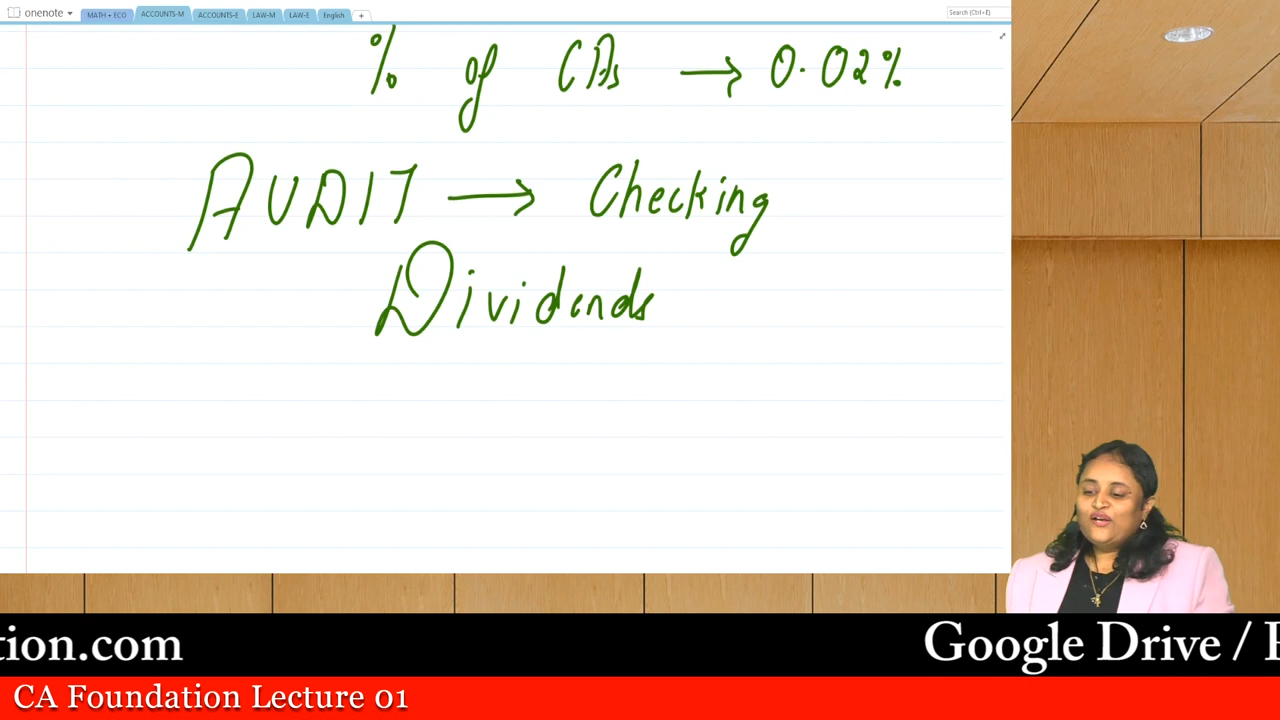 onenote MATH + ECO ACCOUNTS-M ACCOUNTS-E LAW-M LAW-E English + Search (Ctrl+E)
% of CAs → 0.02%
AUDIT → Checking
Dividends
tion.com Google Drive /
CA Foundation Lecture 01